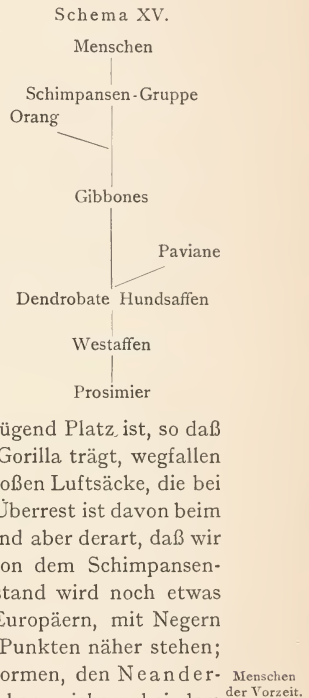 Schema XV.
Menschen
Schimpansen-Gruppe
Orang
Gibbones
Paviane
Dendrobate Hundsaffen
Westaffen
Prosimier
ügend Platz ist, so daß
Gorilla trägt, wegfallen
oßen Luftsäcke, die bei
Überrest ist davon beim
nd aber derart, daß wir
on dem Schimpansen-
stand wird noch etwas
Europäern, mit Negern
Punkten näher stehen;
ormen, den Neander-
Menschen
der Vorzeit.